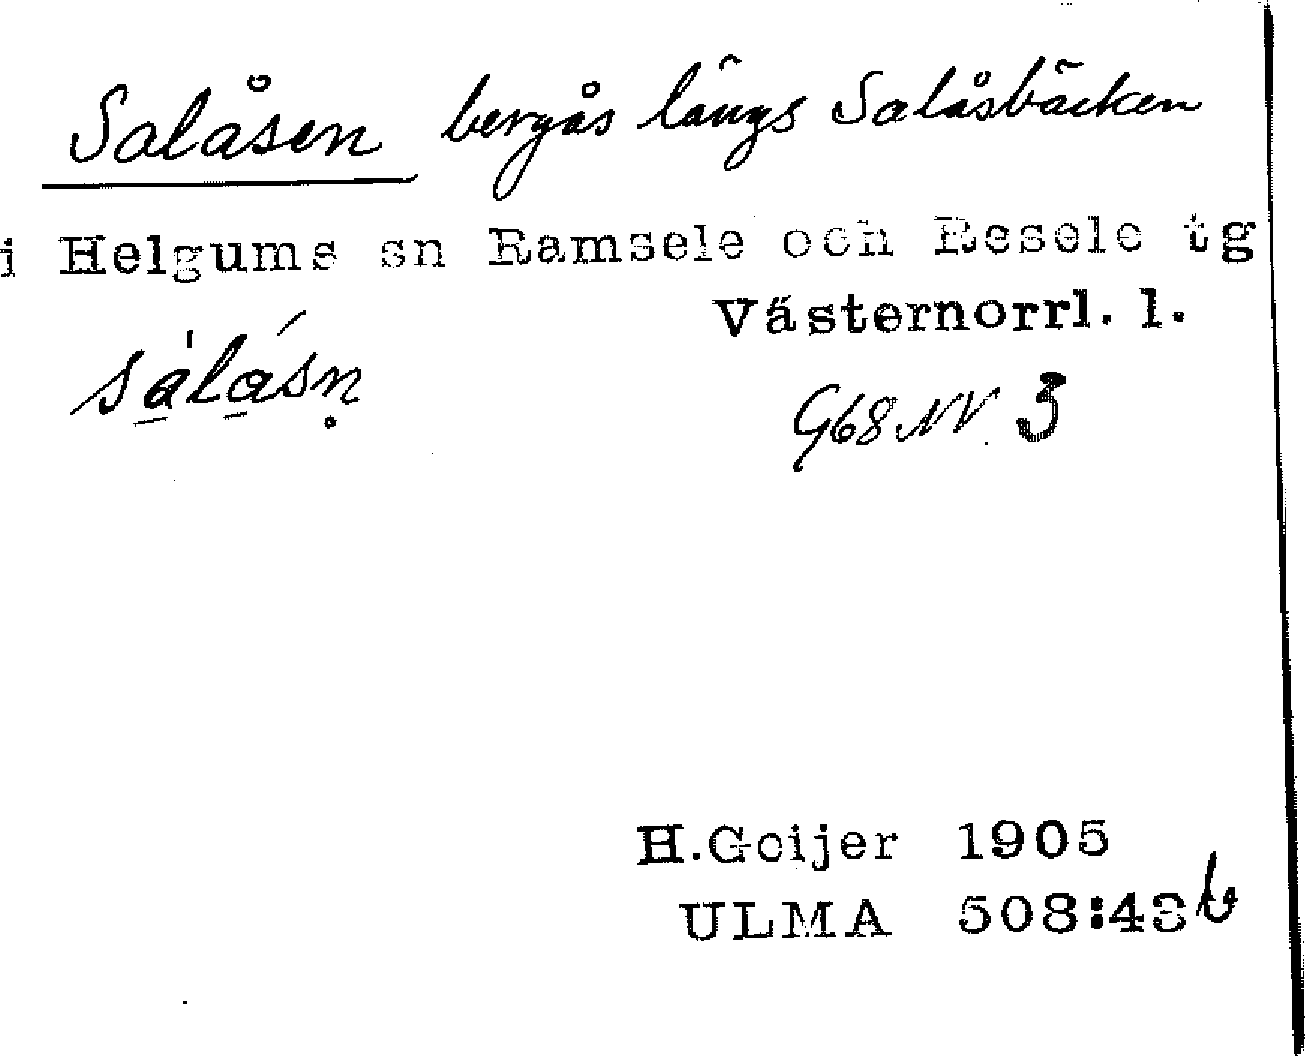 Salåsen bergås längs Salåsbäcken
i Helgums sn Ramsele och Resele tg
Västernorrl. l.
G68 NV. 3
H.Geijer 1905
ULMA 508:43b